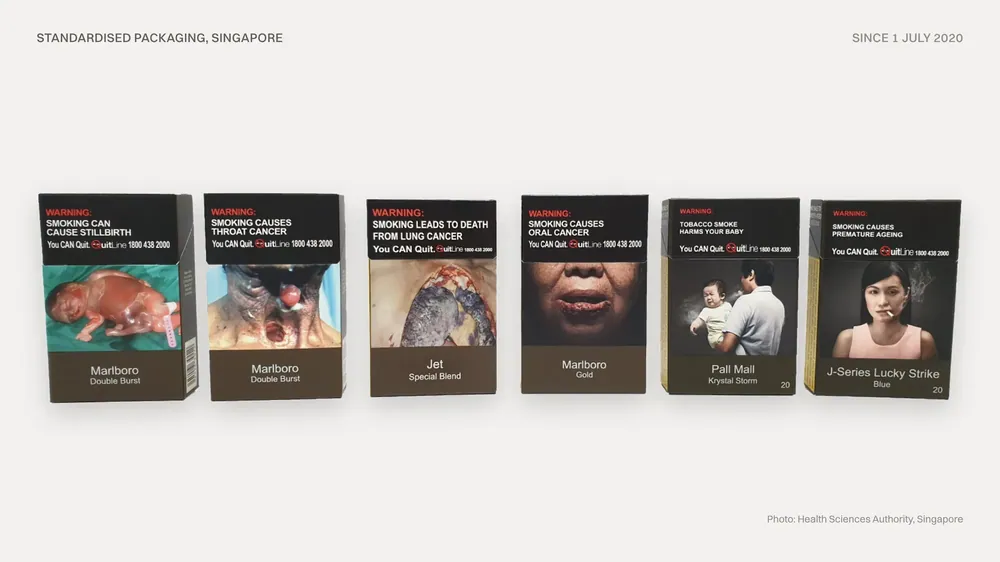 STANDARDISED PACKAGING, SINGAPORE
SINCE 1 JULY 2020
WARNING:
SMOKING CAN
CAUSE STILLBIRTH
You CAN Quit. QuitLine 1800 438 2000
Marlboro
Double Burst
WARNING:
SMOKING CAUSES
THROAT CANCER
You CAN Quit. QuitLine 1800 438 2000
Marlboro
Double Burst
WARNING:
SMOKING LEADS TO DEATH
FROM LUNG CANCER
You CAN Quit. QuitLine 1800 438 2000
Jet
Special Blend
WARNING:
SMOKING CAUSES
ORAL CANCER
You CAN Quit. QuitLine 1800 438 2000
Marlboro
Gold
WARNING:
TOBACCO SMOKE
HARMS YOUR BABY
You CAN Quit. QuitLine 1800 438 2000
Pall Mall
Krystal Storm
20
WARNING:
SMOKING CAUSES
PREMATURE AGEING
You CAN Quit. QuitLine 1800 438 2000
J-Series Lucky Strike
Blue
20
Photo: Health Sciences Authority, Singapore